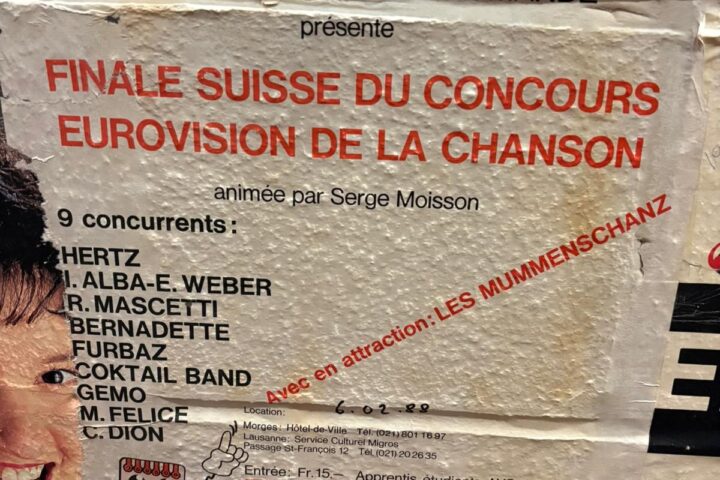 présente
FINALE SUISSE DU CONCOURS
EUROVISION DE LA CHANSON
animée par Serge Moisson
9 concurrents :
HERTZ
I. ALBA-E. WEBER
R. MASCETTI
BERNADETTE
FURBAZ
COKTAIL BAND
GEMO
M. FELICE
C. DION
Avec en attraction: LES MUMMENSCHANZ
Location: 6.02.88
Morges: Hôtel-de-Ville Tél. (021) 801 16 97
Lausanne: Service Culturel Migros
Passage St-François 12 Tél. (021) 20 26 35
Entrée: Fr. 15.— Apprentis étudiants